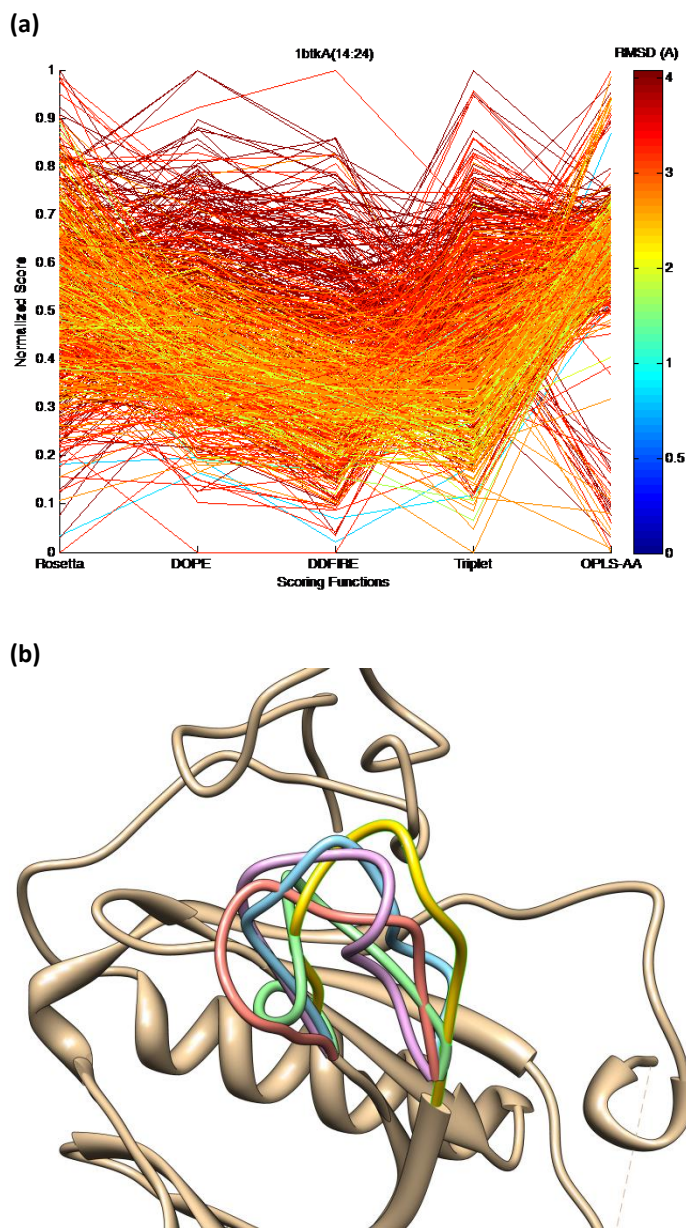 (a)
1btkA(14:24)
RMSD (A)
1
0.9
0.8
0.7
0.6
0.5
0.4
0.3
0.2
0.1
0
Normalized Score
Rosetta
DOPE
DDFIRE
Triplet
OPLS-AA
Scoring Functions
4
3
2
1
0.5
0
(b)